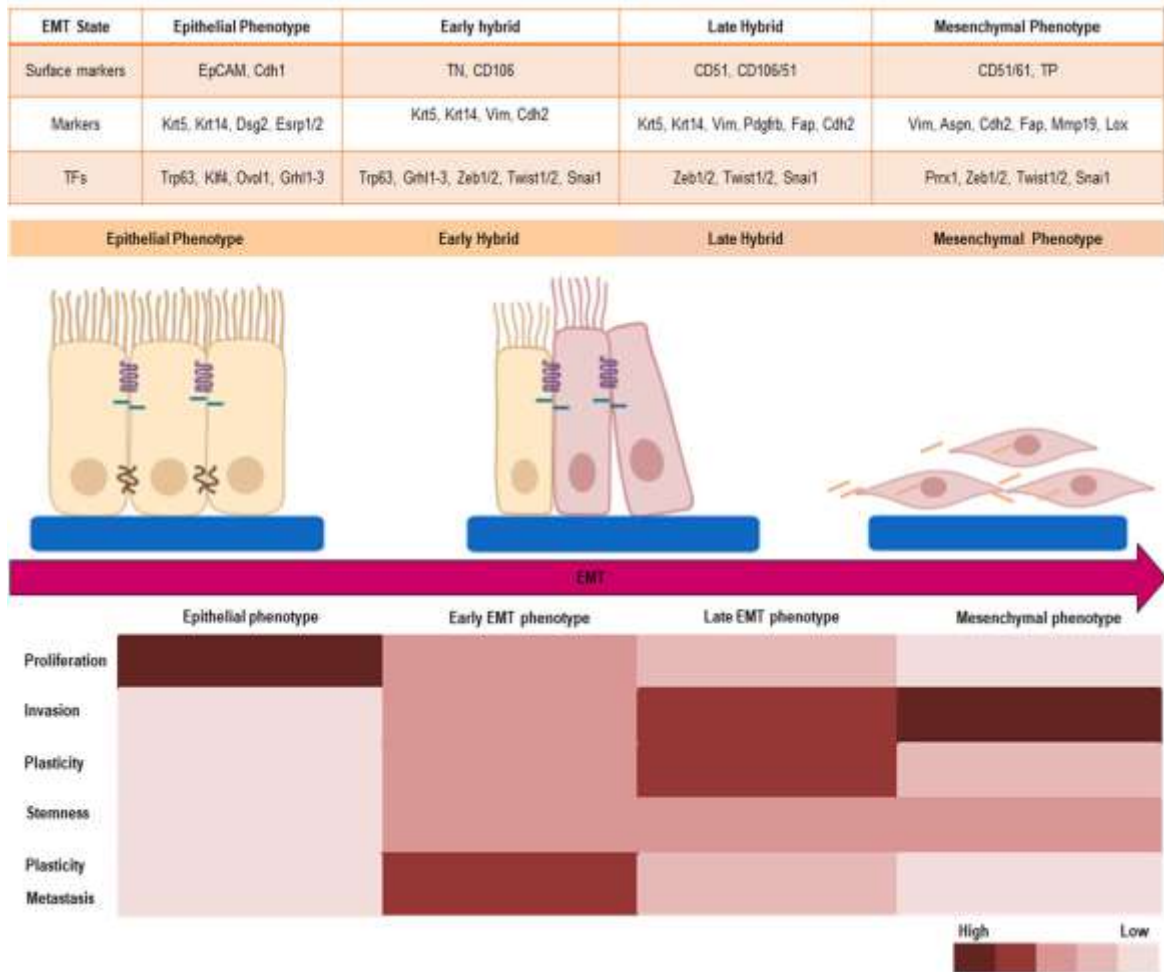 EMT State Epithelial Phenotype Early hybrid Late Hybrid Mesenchymal Phenotype
Surface markers EpCAM, Cdh1 TN, CD106 CD51, CD106/51 CD51/61, TP
Markers Krt5, Krt14, Dsg2, Esrp1/2 Krt5, Krt14, Vim, Cdh2 Krt5, Krt14, Vim, Pdgfrb, Fap, Cdh2 Vim, Aspn, Cdh2, Fap, Mmp19, Lox
TFs Trp63, Klf4, Ovol1, Grhl1-3 Trp63, Grhl1-3, Zeb1/2, Twist1/2, Snai1 Zeb1/2, Twist1/2, Snai1 Prrx1, Zeb1/2, Twist1/2, Snai1
Epithelial Phenotype Early Hybrid Late Hybrid Mesenchymal Phenotype
EMT
Epithelial phenotype Early EMT phenotype Late EMT phenotype Mesenchymal phenotype
Proliferation
Invasion
Plasticity
Stemness
Plasticity
Metastasis
High Low